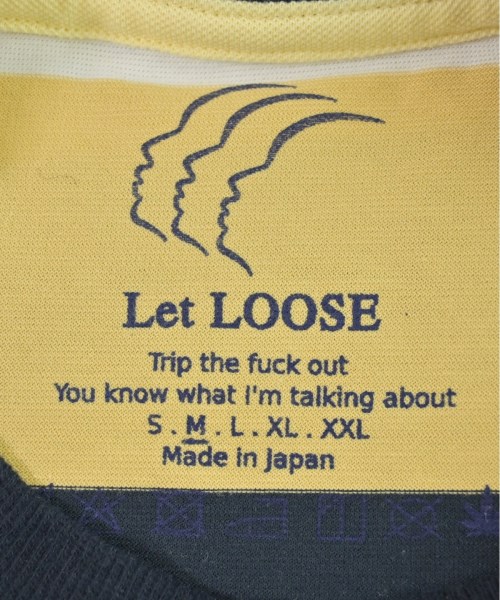 Let LOOSE
Trip the fuck out
You know what I'm talking about
S . M . L . XL . XXL
Made in Japan